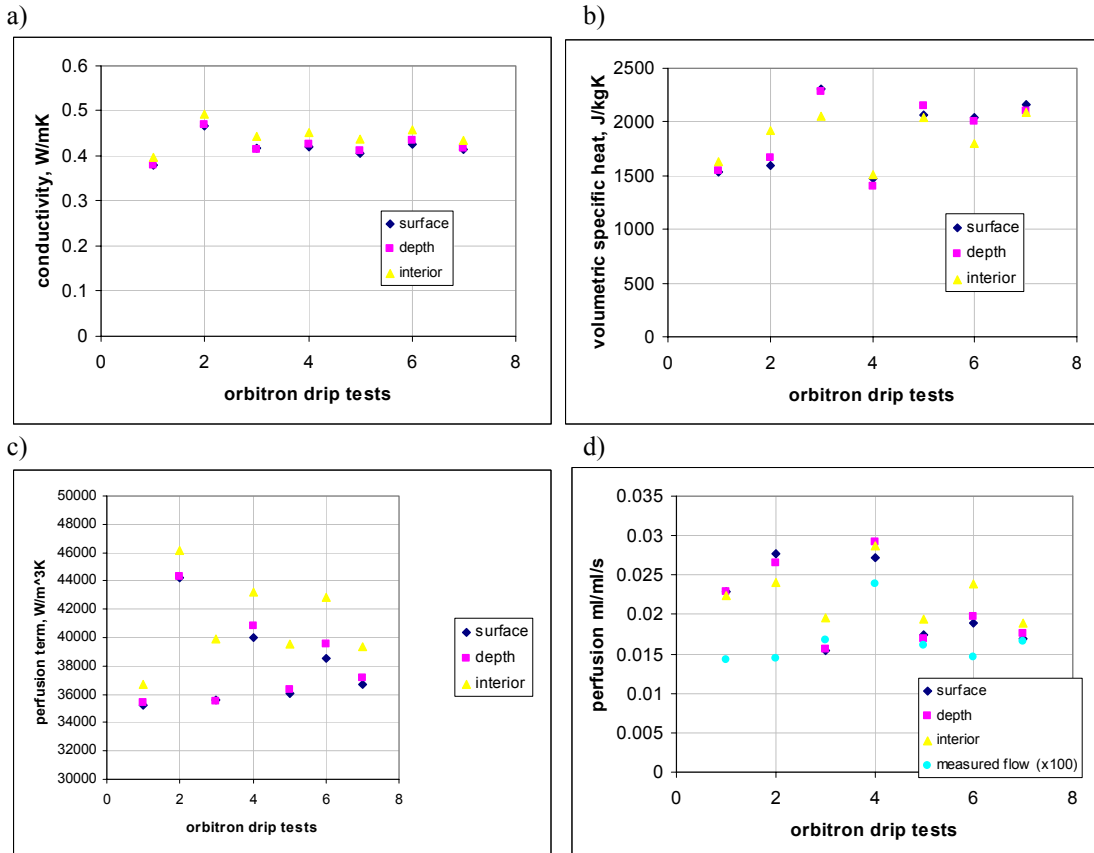 a)
conductivity, W/mK
0.6
0.5
0.4
0.3
0.2
0.1
0
0 2 4 6 8
orbitron drip tests
surface
depth
interior
b)
volumetric specific heat, J/kgK
2500
2000
1500
1000
500
0
0 2 4 6 8
orbitron drip tests
surface
depth
interior
c)
perfusion term, W/m^3K
50000
48000
46000
44000
42000
40000
38000
36000
34000
32000
30000
0 2 4 6 8
orbitron drip tests
surface
depth
interior
d)
perfusion ml/ml/s
0.035
0.03
0.025
0.02
0.015
0.01
0.005
0
0 2 4 6 8
orbitron drip tests
surface
depth
interior
measured flow (x100)